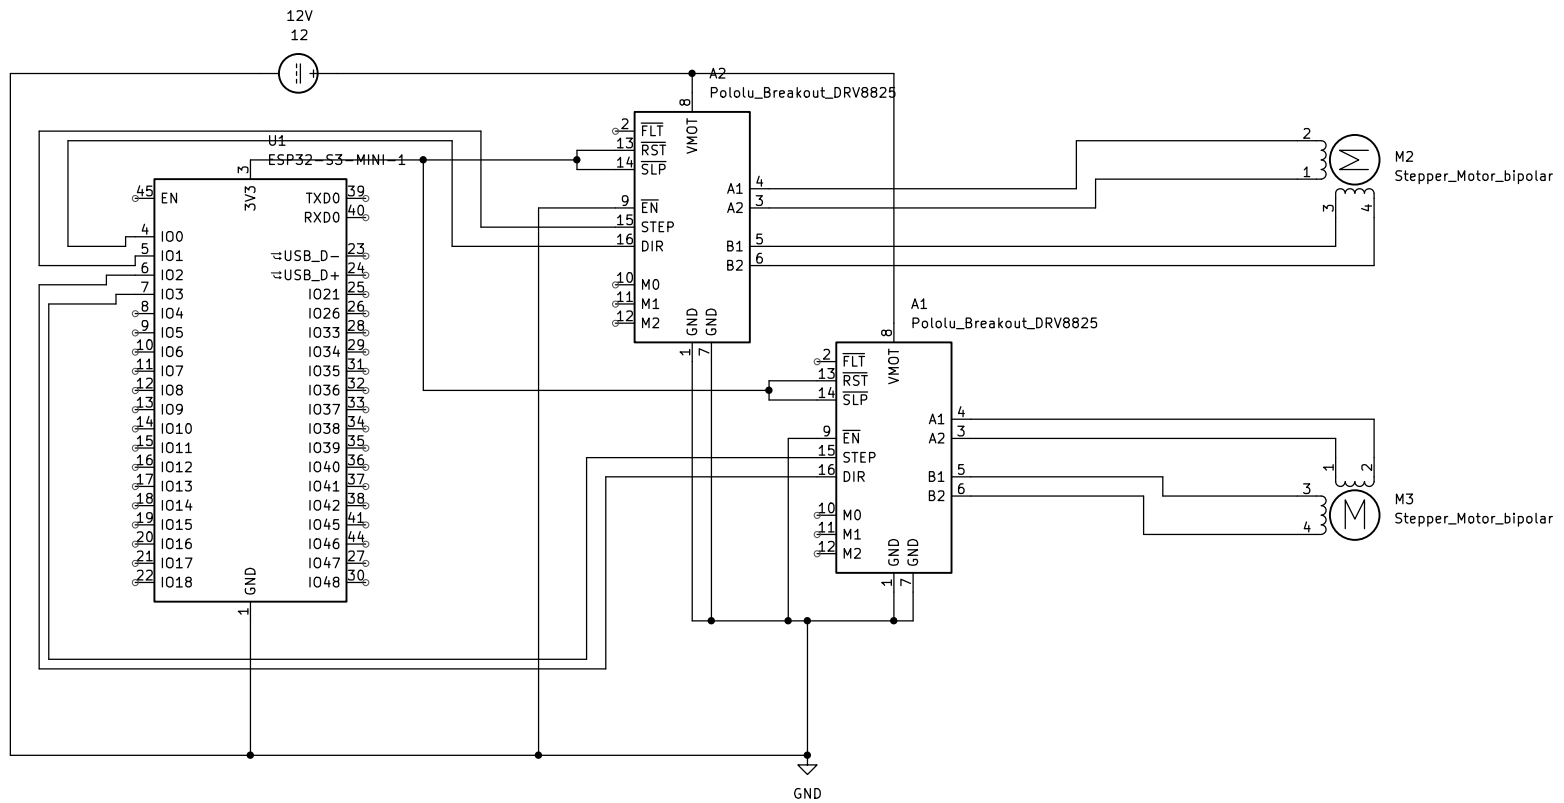 12V
12
+
A2
Pololu_Breakout_DRV8825
8
VMOT
2 FLT
13 RST
14 SLP
9 EN
15 STEP
16 DIR
10 M0
11 M1
12 M2
A1 4
A2 3
B1 5
B2 6
GND GND
1 7
U1
ESP32-S3-MINI-1
3
3V3
45 EN
4 IO0
5 IO1
6 IO2
7 IO3
8 IO4
9 IO5
10 IO6
11 IO7
12 IO8
13 IO9
14 IO10
15 IO11
16 IO12
17 IO13
18 IO14
19 IO15
20 IO16
21 IO17
22 IO18
TXD0 39
RXD0 40
USB_D- 23
USB_D+ 24
IO21 25
IO26 26
IO33 28
IO34 29
IO35 31
IO36 32
IO37 33
IO38 34
IO39 35
IO40 36
IO41 37
IO42 38
IO45 41
IO46 44
IO47 27
IO48 30
GND
1
2
1
3 4
M
M2
Stepper_Motor_bipolar
A1
Pololu_Breakout_DRV8825
8
VMOT
2 FLT
13 RST
14 SLP
9 EN
15 STEP
16 DIR
10 M0
11 M1
12 M2
A1 4
A2 3
B1 5
B2 6
GND GND
1 7
1 2
3
4
M
M3
Stepper_Motor_bipolar
GND